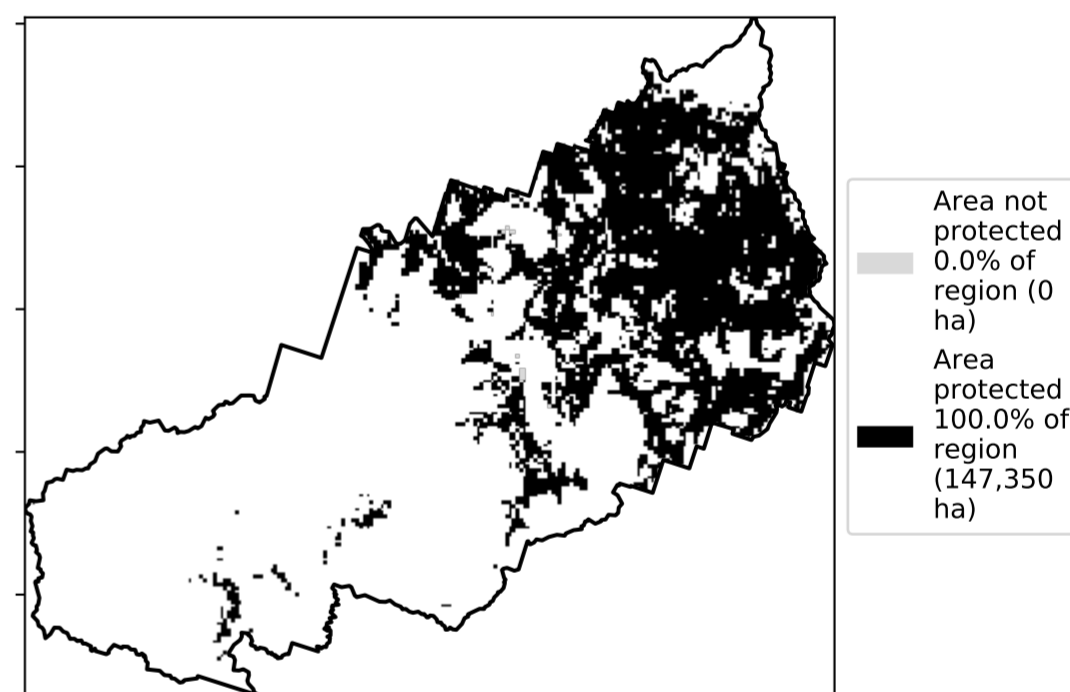 Area not
protected
0.0% of
region (0
ha)
Area
protected
100.0% of
region
(147,350
ha)